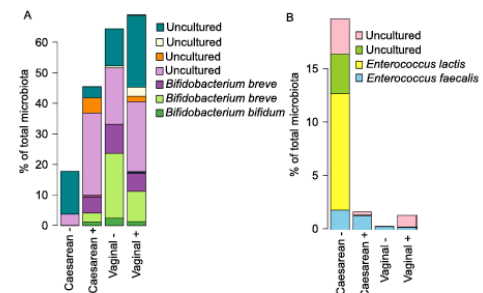 A
% of total microbiota
60
50
40
30
20
10
0
Caesarean -
Caesarean +
Vaginal -
Vaginal +
Uncultured
Uncultured
Uncultured
Uncultured
Bifidobacterium breve
Bifidobacterium breve
Bifidobacterium bifidum
B
% of total microbiota
15
10
5
0
Caesarean -
Caesarean +
Vaginal -
Vaginal +
Uncultured
Uncultured
Enterococcus lactis
Enterococcus faecalis